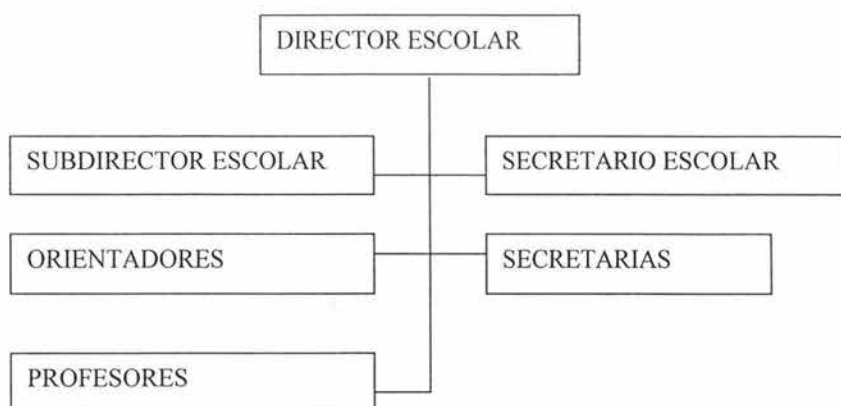 DIRECTOR ESCOLAR
SUBDIRECTOR ESCOLAR
SECRETARIO ESCOLAR
ORIENTADORES
SECRETARIAS
PROFESORES